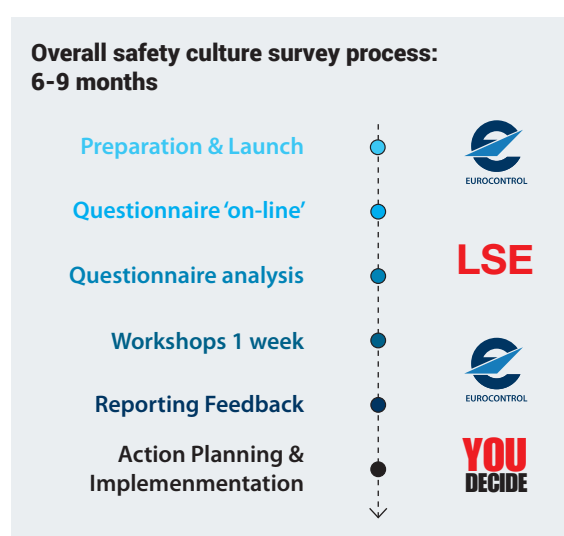 Overall safety culture survey process:
6-9 months
Preparation & Launch
EUROCONTROL
Questionnaire ‘on-line’
LSE
Questionnaire analysis
Workshops 1 week
EUROCONTROL
Reporting Feedback
Action Planning &
Implemenmentation
YOU
DECIDE